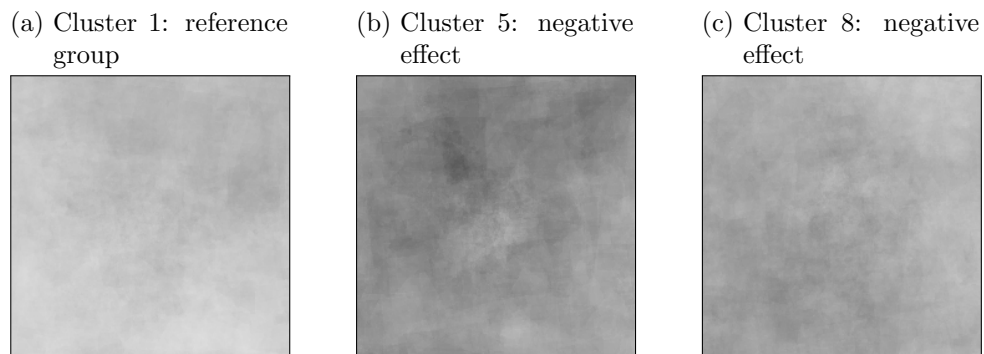 (a) Cluster 1: reference
group
(b) Cluster 5: negative
effect
(c) Cluster 8: negative
effect